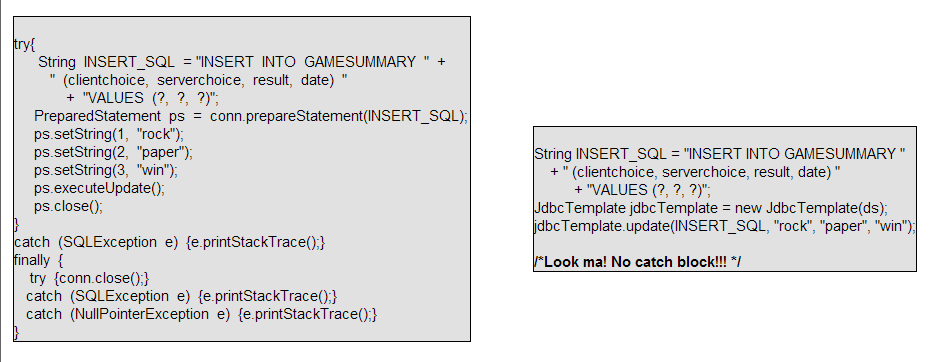 try{
String INSERT_SQL = "INSERT INTO GAMESUMMARY " +
" (clientchoice, serverchoice, result, date) "
+ "VALUES (?, ?, ?)";
PreparedStatement ps = conn.prepareStatement(INSERT_SQL);
ps.setString(1, "rock");
ps.setString(2, "paper");
ps.setString(3, "win");
ps.executeUpdate();
ps.close();
}
catch (SQLException e) {e.printStackTrace();}
finally {
try {conn.close();}
catch (SQLException e) {e.printStackTrace();}
catch (NullPointerException e) {e.printStackTrace();}
}
String INSERT_SQL = "INSERT INTO GAMESUMMARY "
+ " (clientchoice, serverchoice, result, date) "
+ "VALUES (?, ?, ?)";
JdbcTemplate jdbcTemplate = new JdbcTemplate(ds);
jdbcTemplate.update(INSERT_SQL, "rock", "paper", "win");
/*Look ma! No catch block!!! */